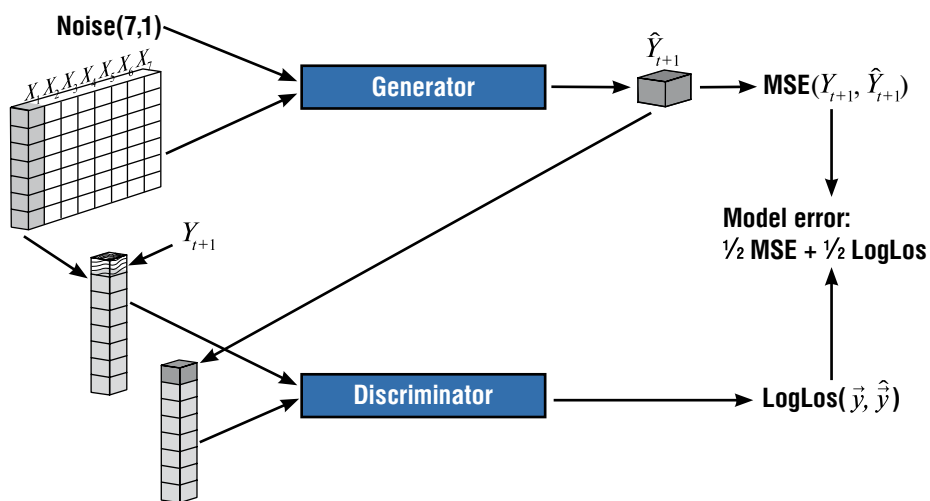 Noise(7,1)
X₁ X₂ X₃ X₄ X₅ X₆ X₇
Generator
Ŷₜ₊₁
MSE(Yₜ₊₁, Ŷₜ₊₁)
Model error:
½ MSE + ½ LogLos
Yₜ₊₁
Discriminator
LogLos(y⃗, ŷ⃗)